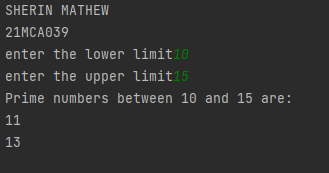 SHERIN MATHEW
21MCA039
enter the lower limit10
enter the upper limit15
Prime numbers between 10 and 15 are:
11
13